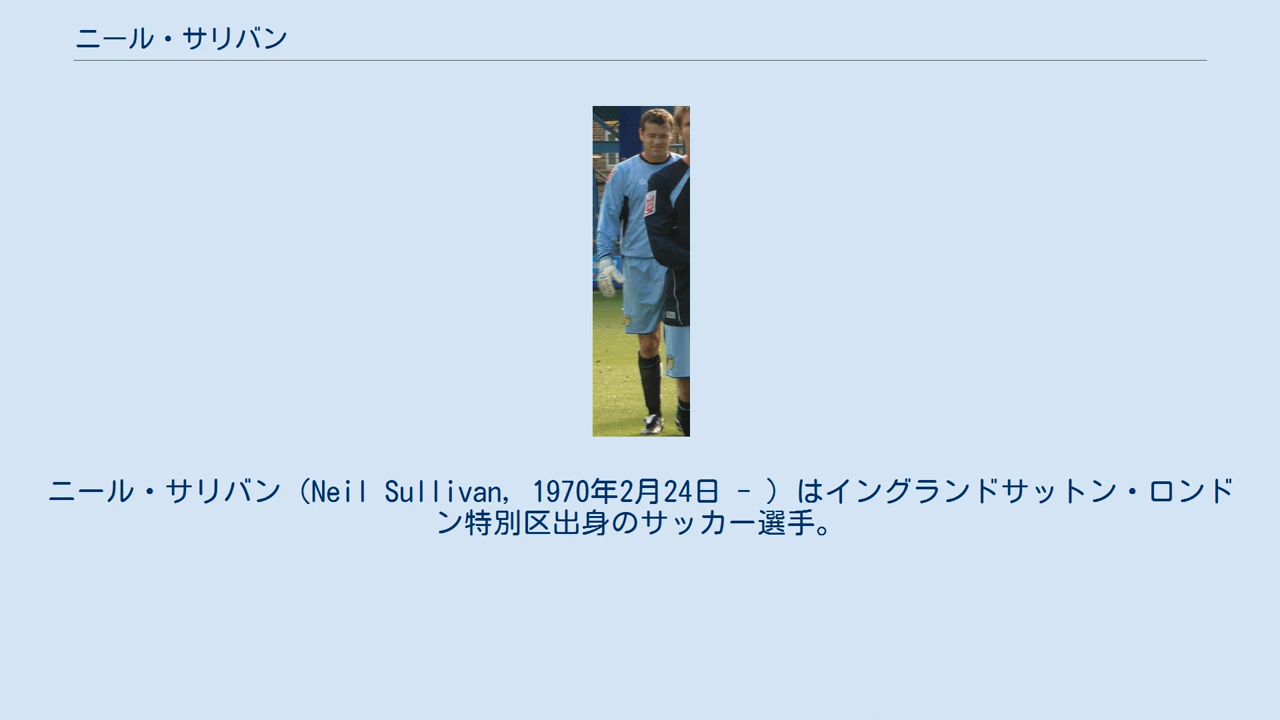 ニール・サリバン
ニール・サリバン（Neil Sullivan, 1970年2月24日 - ）はイングランドサットン・ロンド
ン特別区出身のサッカー選手。